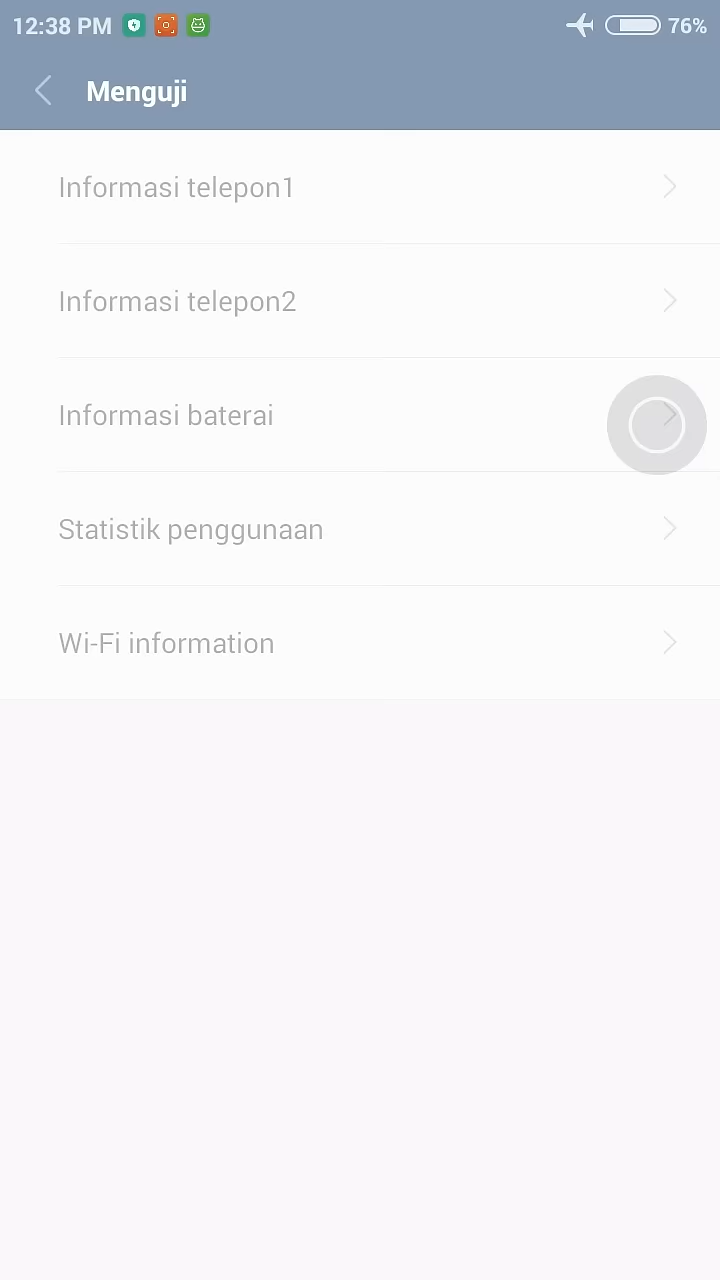 12:38 PM 76%
Menguji
Informasi telepon1
Informasi telepon2
Informasi baterai
Statistik penggunaan
Wi-Fi information